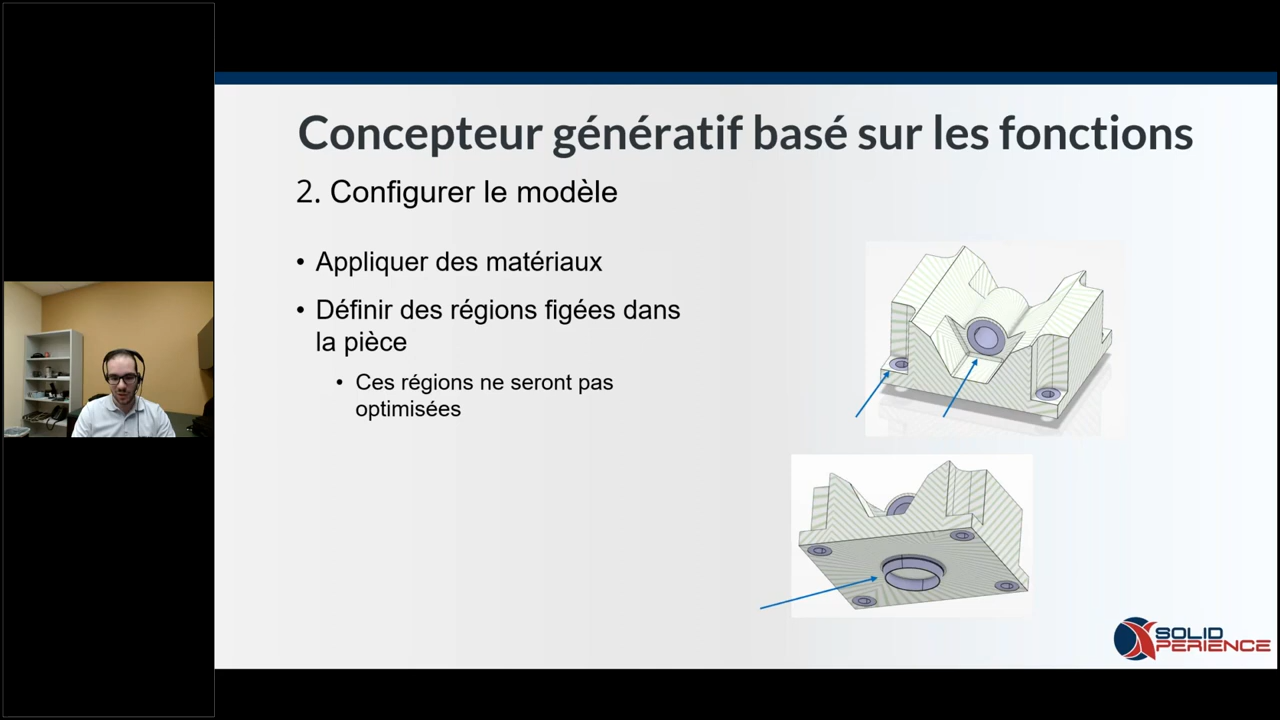 Concepteur génératif basé sur les fonctions
2. Configurer le modèle
• Appliquer des matériaux
• Définir des régions figées dans
la pièce
• Ces régions ne seront pas
optimisées
SOLID
XPERIENCE